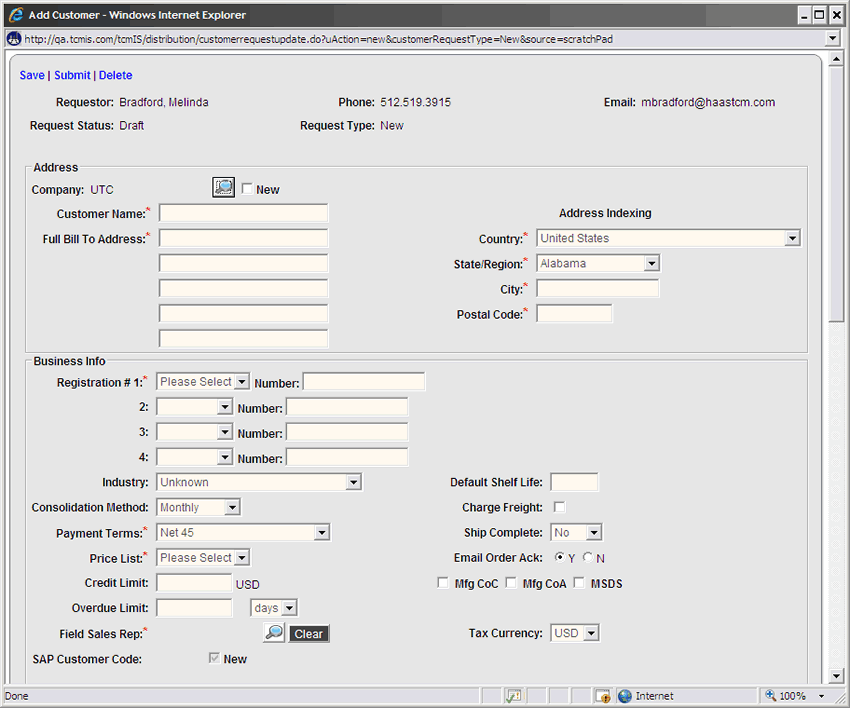 Add Customer - Windows Internet Explorer
http://qa.tcmis.com/tcmIS/distribution/customerrequestupdate.do?uAction=new&customerRequestType=New&source=scratchPad
Save | Submit | Delete
Requestor: Bradford, Melinda Phone: 512.519.3915 Email: mbradford@haastcm.com
Request Status: Draft Request Type: New
Address
Company: UTC New
Customer Name:* Address Indexing
Full Bill To Address:* Country:* United States
State/Region:* Alabama
City:*
Postal Code:*
Business Info
Registration # 1:* Please Select Number:
2: Number:
3: Number:
4: Number:
Industry: Unknown Default Shelf Life:
Consolidation Method: Monthly Charge Freight:
Payment Terms:* Net 45 Ship Complete: No
Price List:* Please Select Email Order Ack: Y N
Credit Limit: USD Mfg CoC Mfg CoA MSDS
Overdue Limit: days
Field Sales Rep:* Clear Tax Currency: USD
SAP Customer Code: New
Done Internet 100%